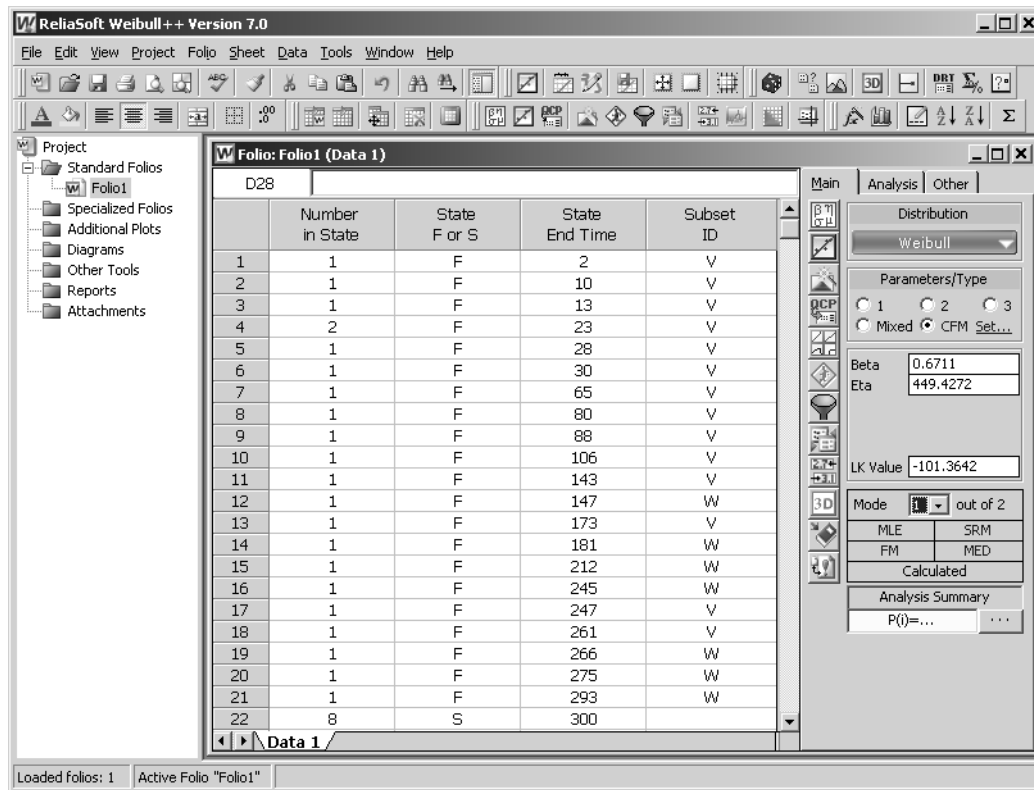 ReliaSoft Weibull++ Version 7.0
File Edit View Project Folio Sheet Data Tools Window Help
Project
Standard Folios
Folio1
Specialized Folios
Additional Plots
Diagrams
Other Tools
Reports
Attachments
Folio: Folio1 (Data 1)
D28
Number in State State F or S State End Time Subset ID
1 1 F 2 V
2 1 F 10 V
3 1 F 13 V
4 2 F 23 V
5 1 F 28 V
6 1 F 30 V
7 1 F 65 V
8 1 F 80 V
9 1 F 88 V
10 1 F 106 V
11 1 F 143 V
12 1 F 147 W
13 1 F 173 V
14 1 F 181 W
15 1 F 212 W
16 1 F 245 W
17 1 F 247 V
18 1 F 261 V
19 1 F 266 W
20 1 F 275 W
21 1 F 293 W
22 8 S 300
Data 1
Main Analysis Other
Distribution
Weibull
Parameters/Type
1 2 3
Mixed CFM Set...
Beta 0.6711
Eta 449.4272
LK Value -101.3642
Mode 1 out of 2
MLE SRM
FM MED
Calculated
Analysis Summary
P(i)=... ...
Loaded folios: 1 Active Folio "Folio1"